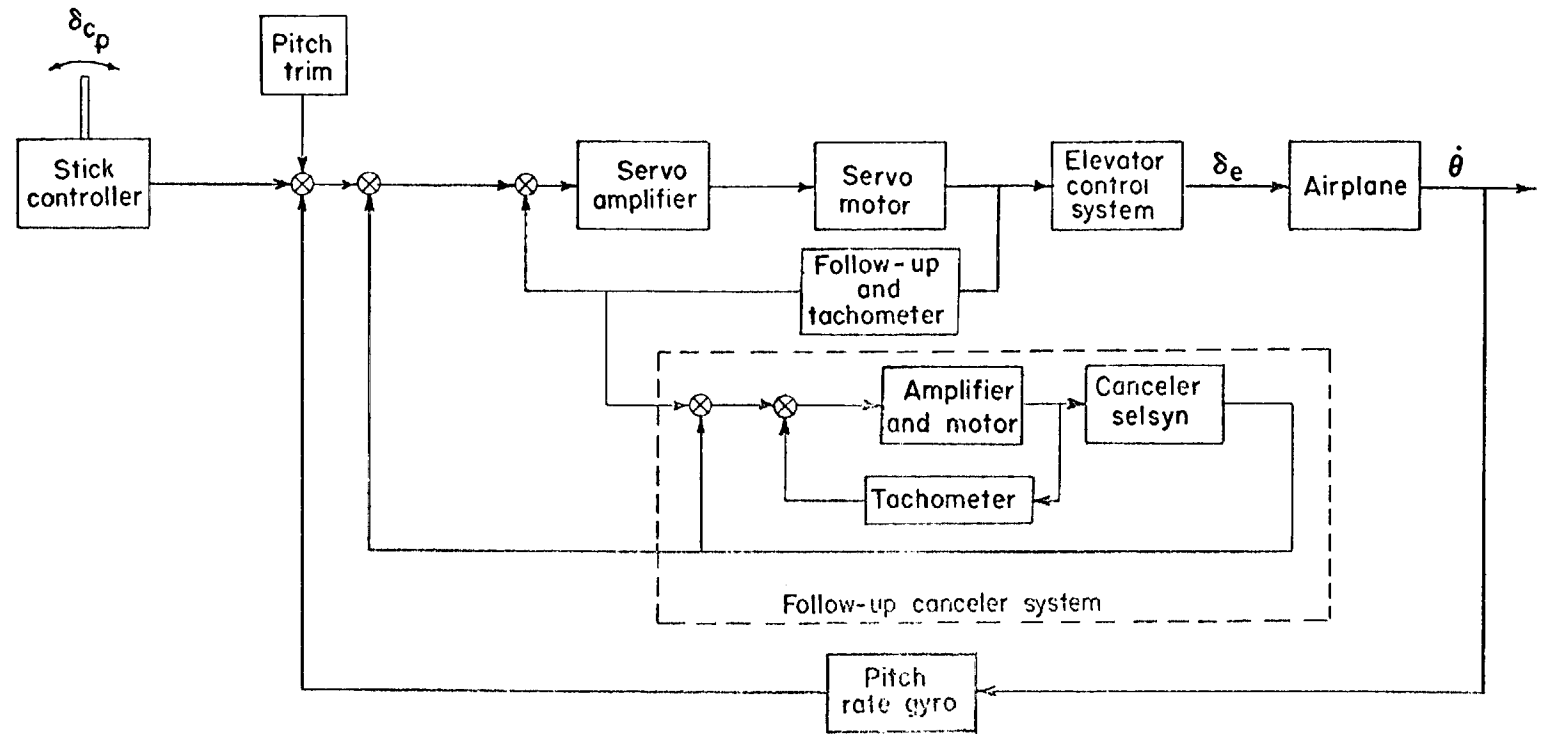 δcp
Pitch
trim
Stick
controller
Servo
amplifier
Servo
motor
Elevator
control
system
δe
Airplane
θ̇
Follow-up
and
tachometer
Amplifier
and motor
Canceler
selsyn
Tachometer
Follow-up canceler system
Pitch
rate gyro